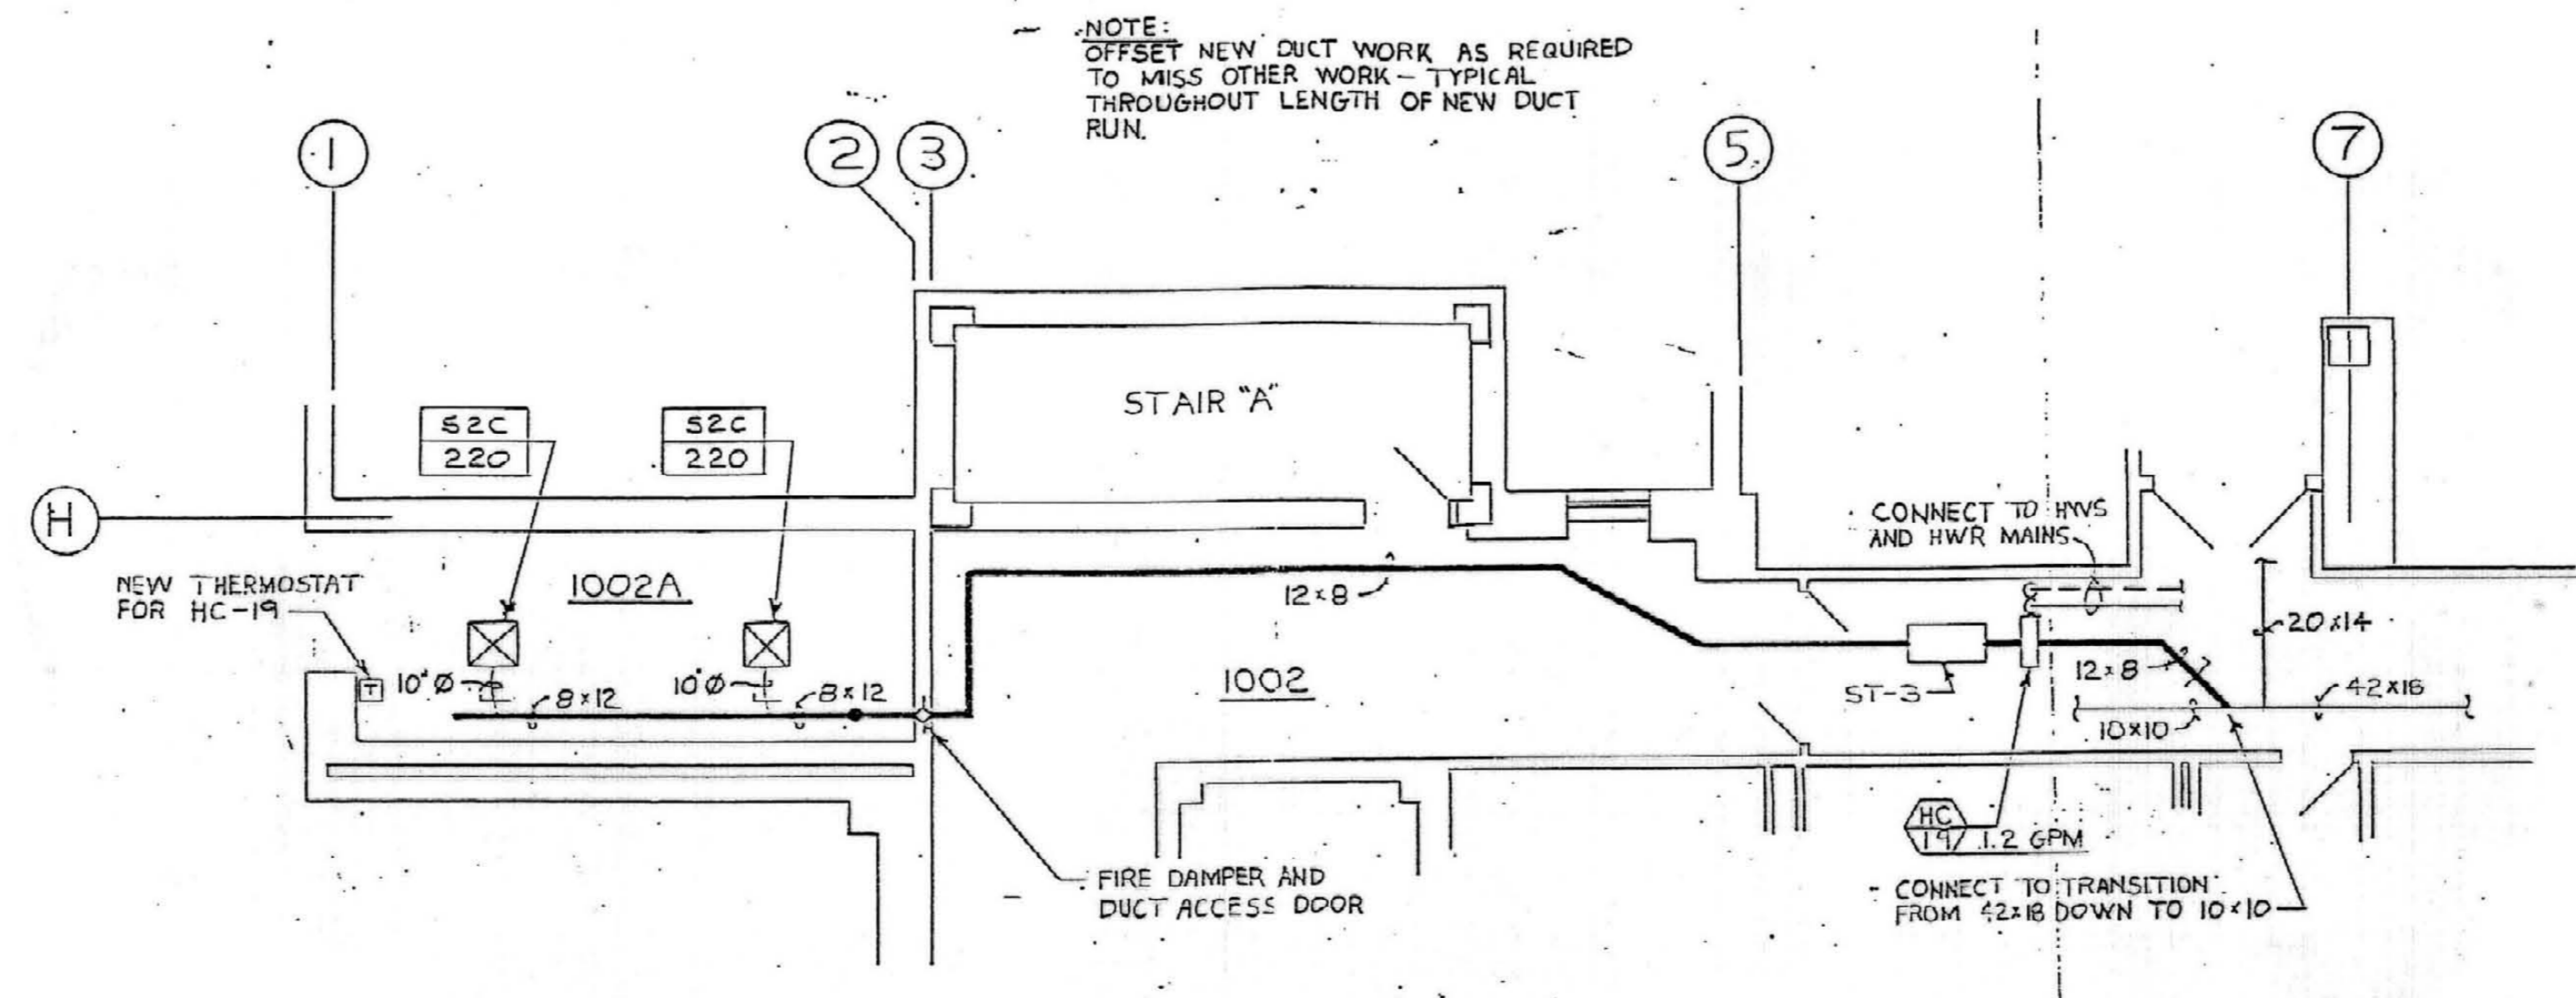 NOTE:
OFFSET NEW DUCT WORK AS REQUIRED
TO MISS OTHER WORK – TYPICAL
THROUGHOUT LENGTH OF NEW DUCT
RUN.
1
2
3
5
7
H
S2C
220
S2C
220
STAIR "A"
CONNECT TO HWS
AND HWR MAINS
NEW THERMOSTAT
FOR HC-19
1002A
12x8
20x14
T
10"Ø
8x12
10"Ø
8x12
1002
ST-3
12x8
42x18
10x10
HC
19
1.2 GPM
FIRE DAMPER AND
DUCT ACCESS DOOR
CONNECT TO TRANSITION
FROM 42x18 DOWN TO 10x10